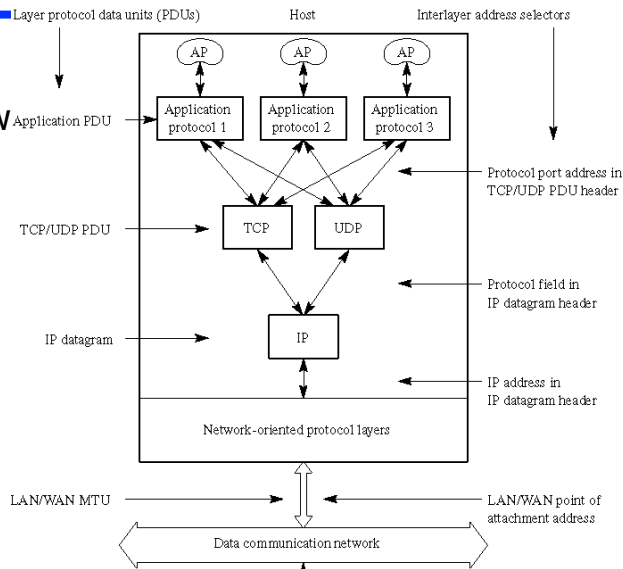 Layer protocol data units (PDUs) Host Interlayer address selectors
AP AP AP
Application protocol 1
Application protocol 2
Application protocol 3
Application PDU
Protocol port address in
TCP/UDP PDU header
TCP/UDP PDU
TCP
UDP
Protocol field in
IP datagram header
IP datagram
IP
IP address in
IP datagram header
Network-oriented protocol layers
LAN/WAN MTU
LAN/WAN point of
attachment address
Data communication network